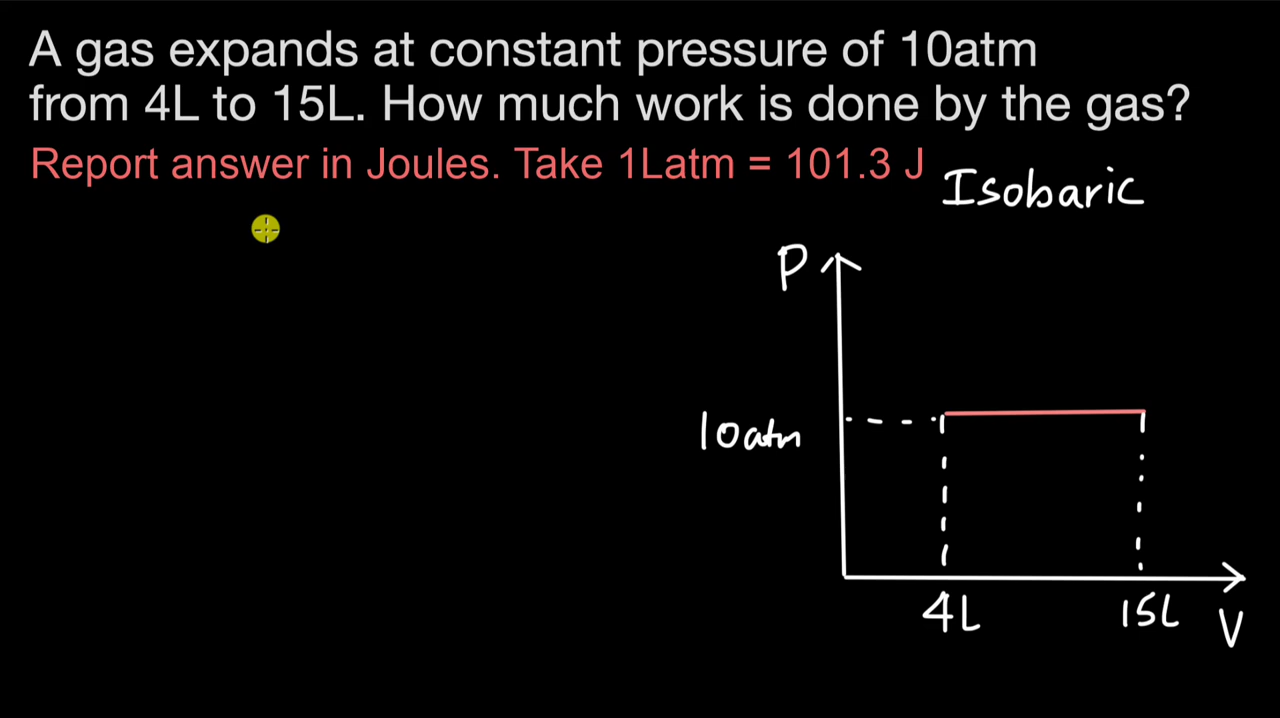 A gas expands at constant pressure of 10atm
from 4L to 15L. How much work is done by the gas?
Report answer in Joules. Take 1Latm = 101.3 J
Isobaric
P
10atm
4L
15L
V